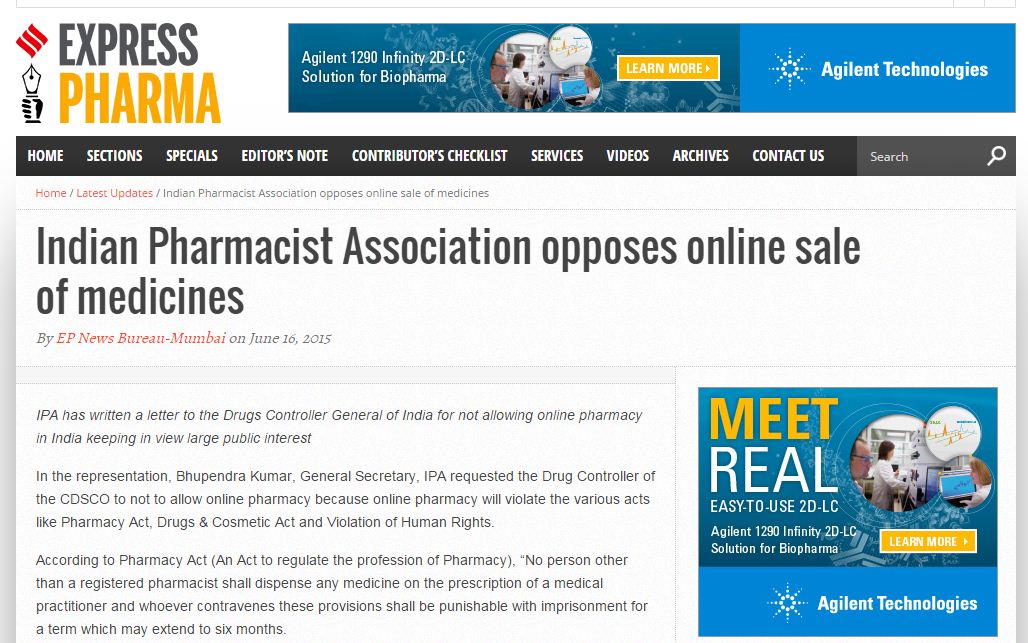 EXPRESS
PHARMA
Agilent 1290 Infinity 2D-LC
Solution for Biopharma
LEARN MORE
Agilent Technologies
HOME SECTIONS SPECIALS EDITOR'S NOTE CONTRIBUTOR'S CHECKLIST SERVICES VIDEOS ARCHIVES CONTACT US Search
Home / Latest Updates / Indian Pharmacist Association opposes online sale of medicines
Indian Pharmacist Association opposes online sale
of medicines
By EP News Bureau-Mumbai on June 16, 2015
IPA has written a letter to the Drugs Controller General of India for not allowing online pharmacy
in India keeping in view large public interest
In the representation, Bhupendra Kumar, General Secretary, IPA requested the Drug Controller of
the CDSCO to not to allow online pharmacy because online pharmacy will violate the various acts
like Pharmacy Act, Drugs & Cosmetic Act and Violation of Human Rights.
According to Pharmacy Act (An Act to regulate the profession of Pharmacy), “No person other
than a registered pharmacist shall dispense any medicine on the prescription of a medical
practitioner and whoever contravenes these provisions shall be punishable with imprisonment for
a term which may extend to six months.
MEET
REAL
EASY-TO-USE 2D-LC
Agilent 1290 Infinity 2D-LC
Solution for Biopharma
LEARN MORE
Agilent Technologies